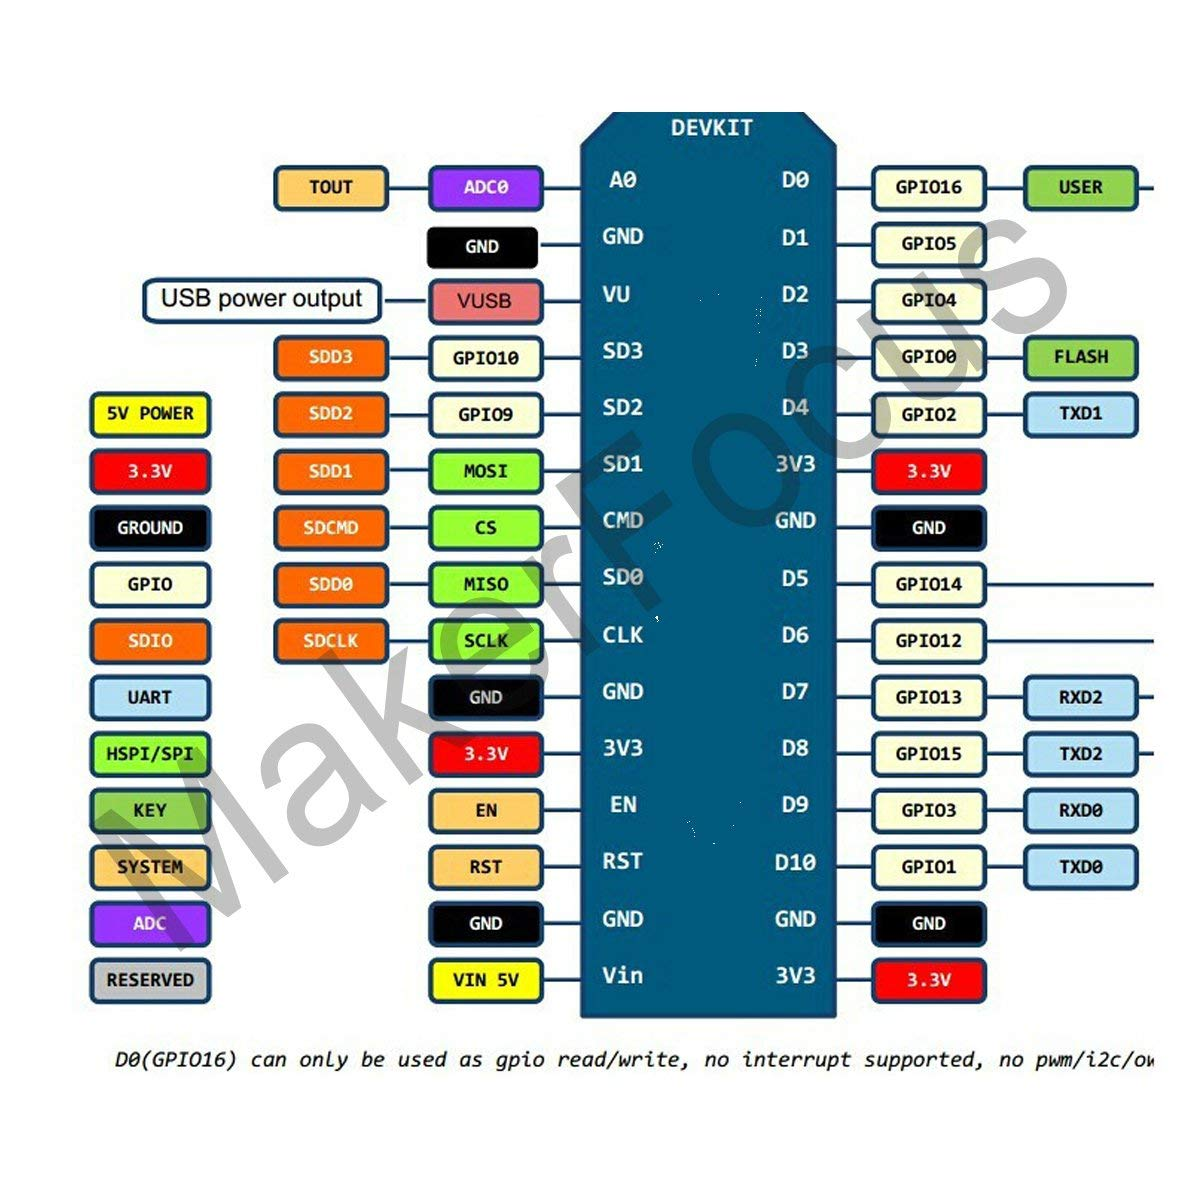 DEVKIT
TOUT ADC0 A0 D0 GPIO16 USER
GND GND D1 GPIO5
USB power output VUSB VU D2 GPIO4
SDD3 GPIO10 SD3 D3 GPIO0 FLASH
5V POWER SDD2 GPIO9 SD2 D4 GPIO2 TXD1
3.3V SDD1 MOSI SD1 3V3 3.3V
GROUND SDCMD CS CMD GND GND
GPIO SDD0 MISO SD0 D5 GPIO14
SDIO SDCLK SCLK CLK D6 GPIO12
UART GND GND D7 GPIO13 RXD2
HSPI/SPI 3.3V 3V3 D8 GPIO15 TXD2
KEY EN EN D9 GPIO3 RXD0
SYSTEM RST RST D10 GPIO1 TXD0
ADC GND GND GND GND
RESERVED VIN 5V Vin 3V3 3.3V
D0(GPIO16) can only be used as gpio read/write, no interrupt supported, no pwm/i2c/ow
MakerFocus